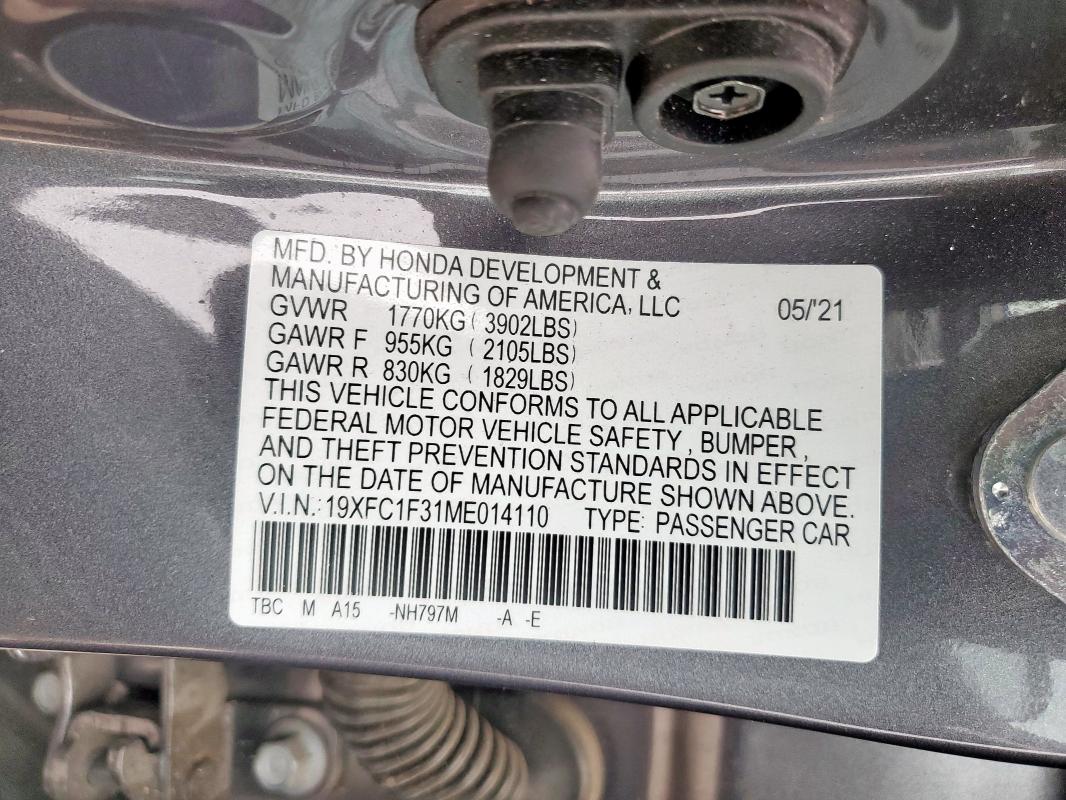 MFD. BY HONDA DEVELOPMENT &
MANUFACTURING OF AMERICA, LLC 05/'21
GVWR 1770KG ( 3902LBS)
GAWR F 955KG ( 2105LBS)
GAWR R 830KG ( 1829LBS)
THIS VEHICLE CONFORMS TO ALL APPLICABLE
FEDERAL MOTOR VEHICLE SAFETY , BUMPER ,
AND THEFT PREVENTION STANDARDS IN EFFECT
ON THE DATE OF MANUFACTURE SHOWN ABOVE.
V.I.N.: 19XFC1F31ME014110 TYPE: PASSENGER CAR
TBC M A15 -NH797M -A -E